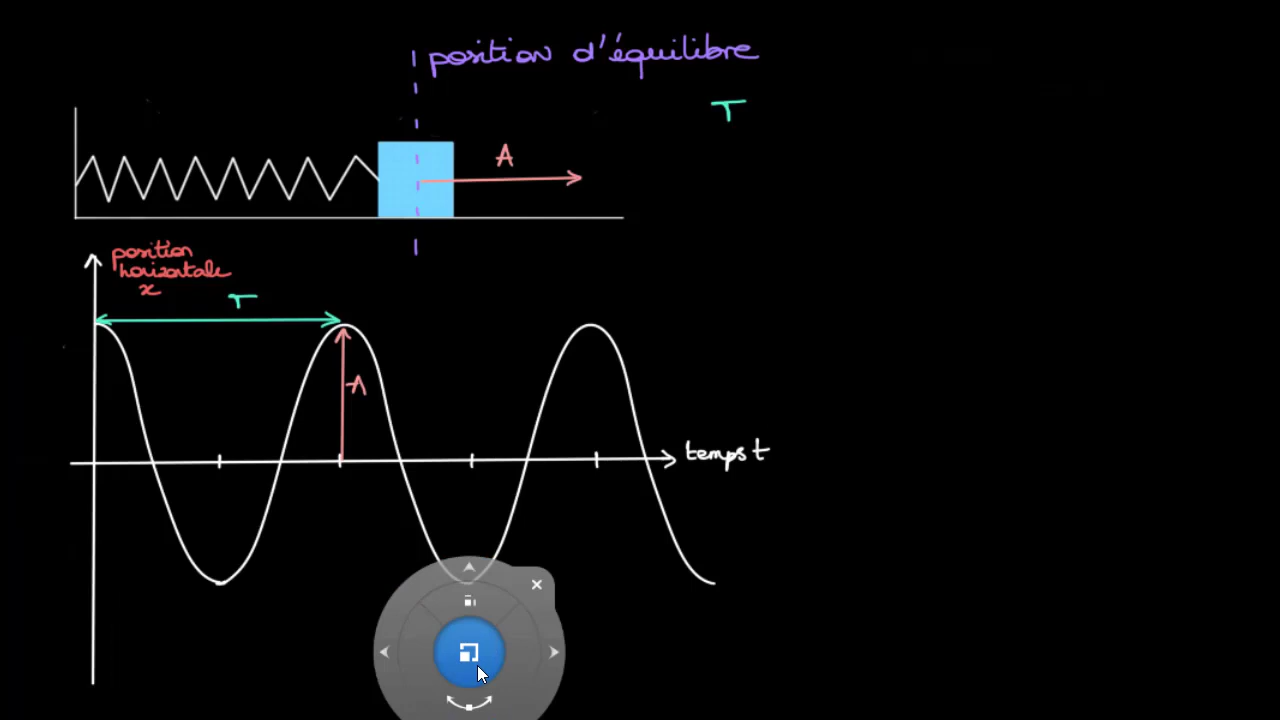 position d'équilibre
T
A
position
horizontale
x
T
A
temps t